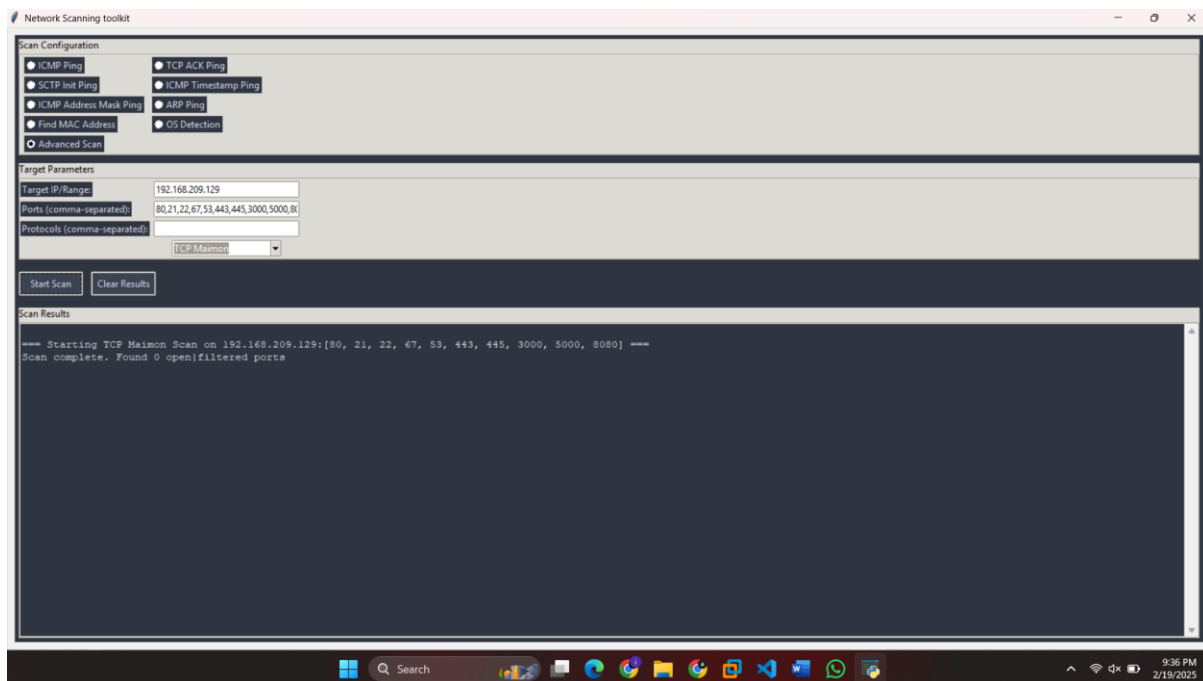 Network Scanning toolkit
Scan Configuration
ICMP Ping TCP ACK Ping
SCTP Init Ping ICMP Timestamp Ping
ICMP Address Mask Ping ARP Ping
Find MAC Address OS Detection
Advanced Scan
Target Parameters
Target IP/Range: 192.168.209.129
Ports (comma-separated): 80,21,22,67,53,443,445,3000,5000,80
Protocols (comma-separated):
TCP Maimon
Start Scan Clear Results
Scan Results
=== Starting TCP Maimon Scan on 192.168.209.129:[80, 21, 22, 67, 53, 443, 445, 3000, 5000, 8080] ===
Scan complete. Found 0 open|filtered ports
Search
9:36 PM
2/19/2025